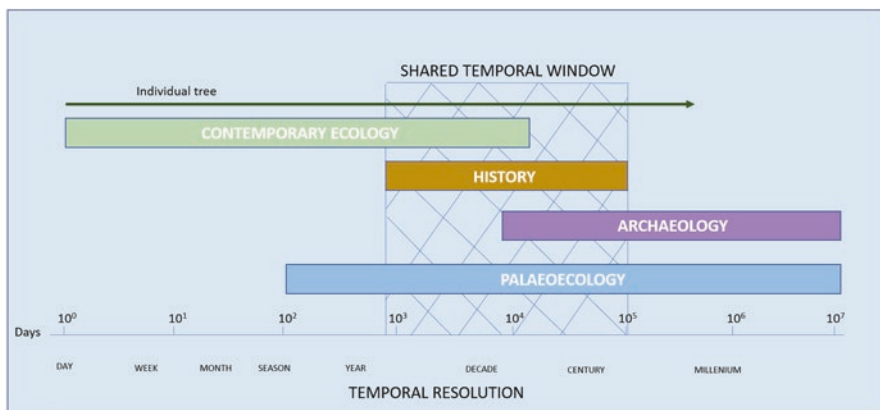 SHARED TEMPORAL WINDOW
Individual tree
CONTEMPORARY ECOLOGY
HISTORY
ARCHAEOLOGY
PALAEOECOLOGY
Days 10⁰ 10¹ 10² 10³ 10⁴ 10⁵ 10⁶ 10⁷
DAY WEEK MONTH SEASON YEAR DECADE CENTURY MILLENIUM
TEMPORAL RESOLUTION